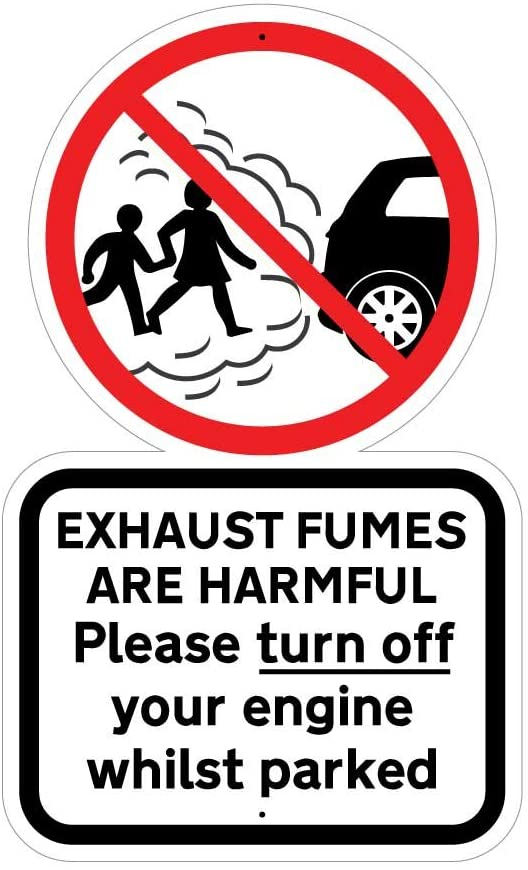 EXHAUST FUMES
ARE HARMFUL
Please turn off
your engine
whilst parked